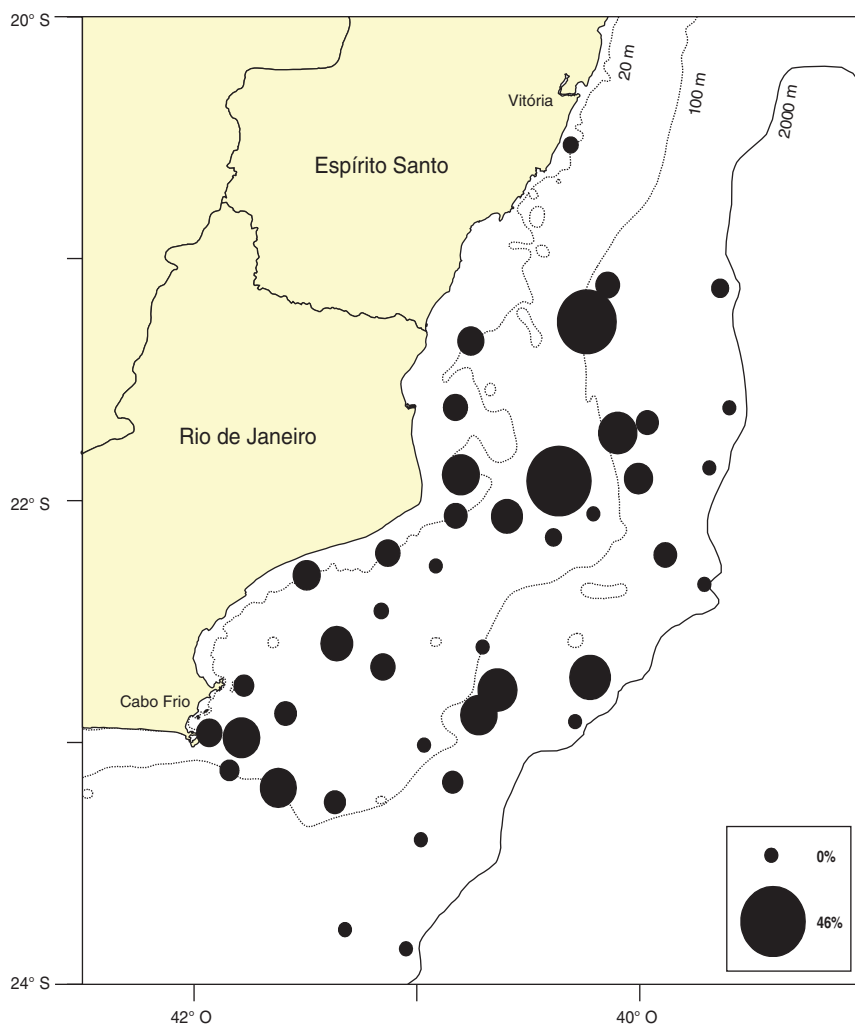 20° S
20 m
100 m
2000 m
Vitória
Espírito Santo
Rio de Janeiro
22° S
Cabo Frio
0%
46%
24° S
42° O
40° O